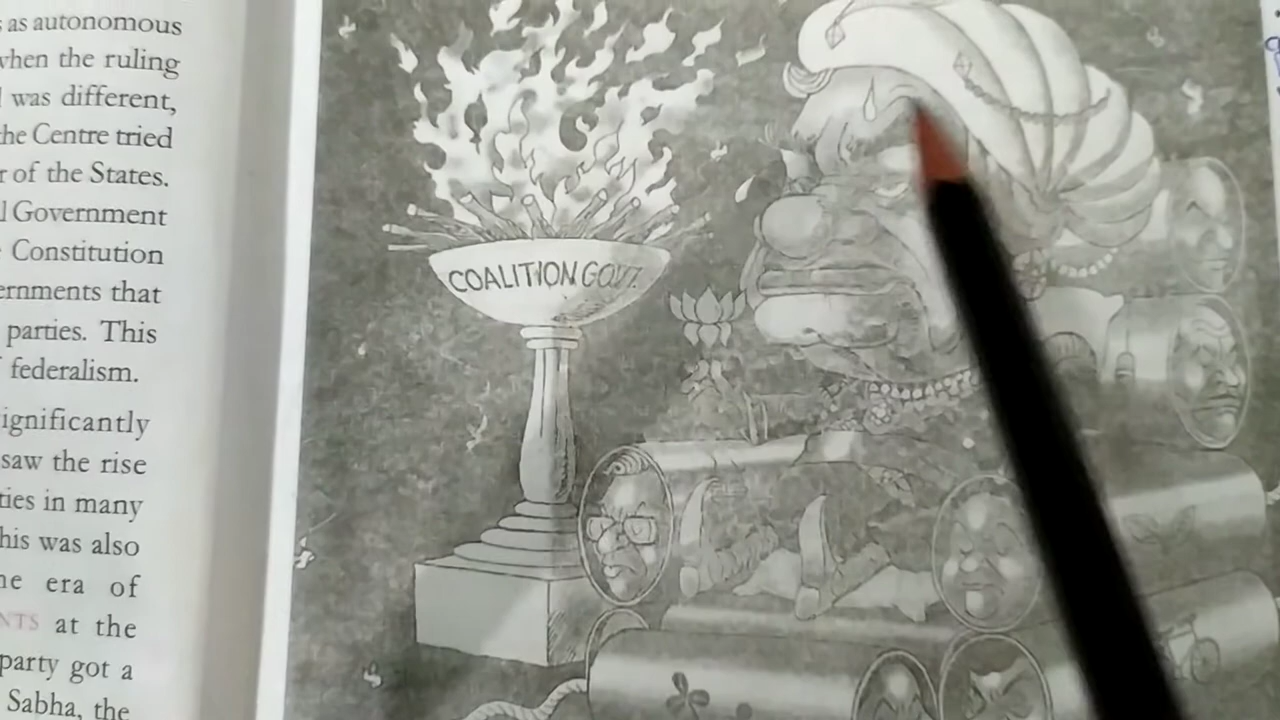 as autonomous
when the ruling
was different,
the Centre tried
of the States.
Government
Constitution
ernments that
parties. This
federalism.
ignificantly
saw the rise
ties in many
his was also
era of
NTS at the
party got a
Sabha, the
COALITION GOVT.